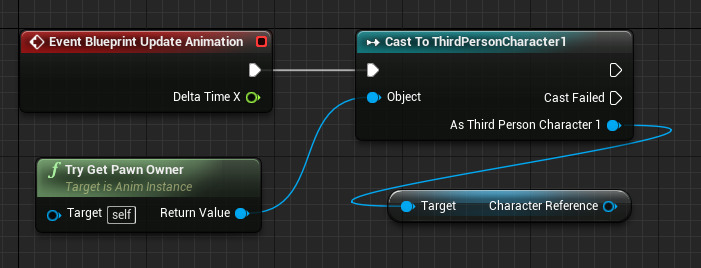 Event Blueprint Update Animation
Delta Time X
Cast To ThirdPersonCharacter1
Object
Cast Failed
As Third Person Character 1
f Try Get Pawn Owner
Target is Anim Instance
Target self Return Value
Target Character Reference